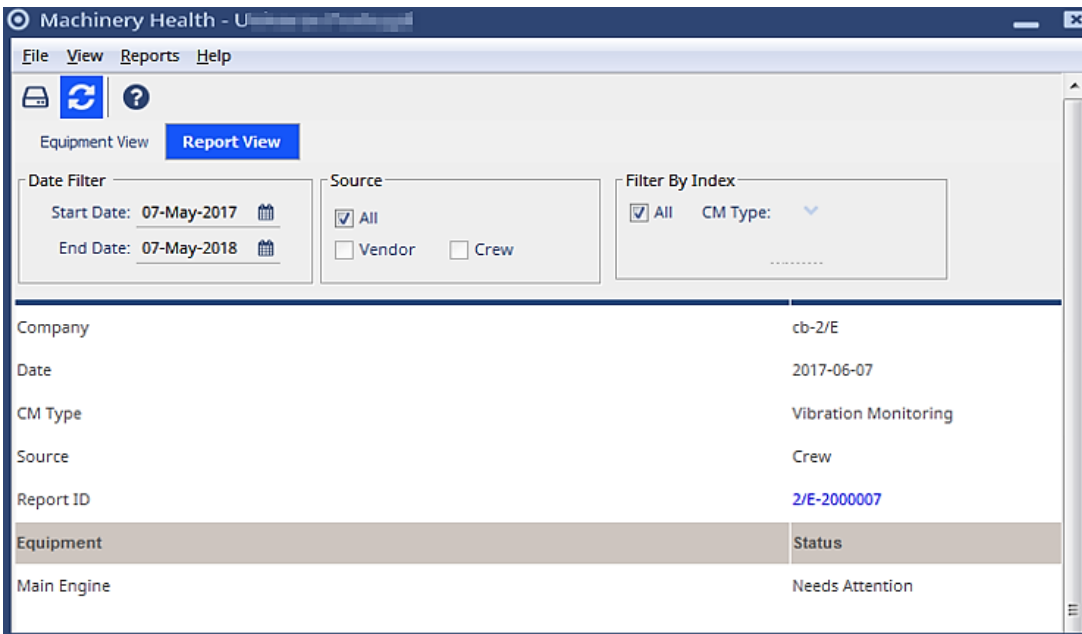 Machinery Health -
File View Reports Help
Equipment View Report View
Date Filter Source Filter By Index
Start Date: 07-May-2017 All All CM Type:
End Date: 07-May-2018 Vendor Crew
Company cb-2/E
Date 2017-06-07
CM Type Vibration Monitoring
Source Crew
Report ID 2/E-2000007
Equipment Status
Main Engine Needs Attention